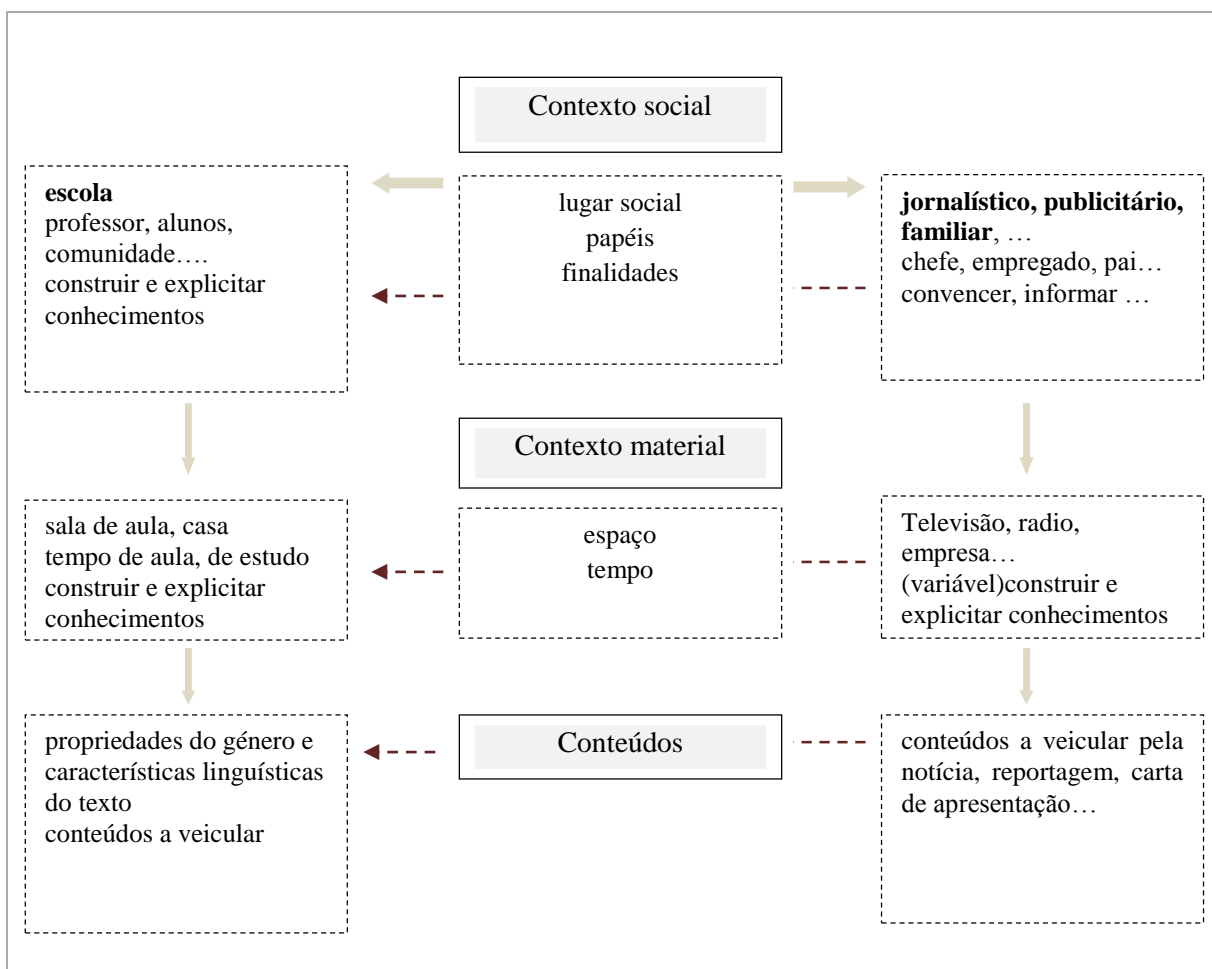 Contexto social
escola
professor, alunos,
comunidade….
construir e explicitar
conhecimentos
lugar social
papéis
finalidades
jornalístico, publicitário,
familiar, …
chefe, empregado, pai…
convencer, informar …
Contexto material
sala de aula, casa
tempo de aula, de estudo
construir e explicitar
conhecimentos
espaço
tempo
Televisão, radio,
empresa…
(variável)construir e
explicitar conhecimentos
Conteúdos
propriedades do género e
características linguísticas
do texto
conteúdos a veicular
conteúdos a veicular pela
notícia, reportagem, carta
de apresentação…